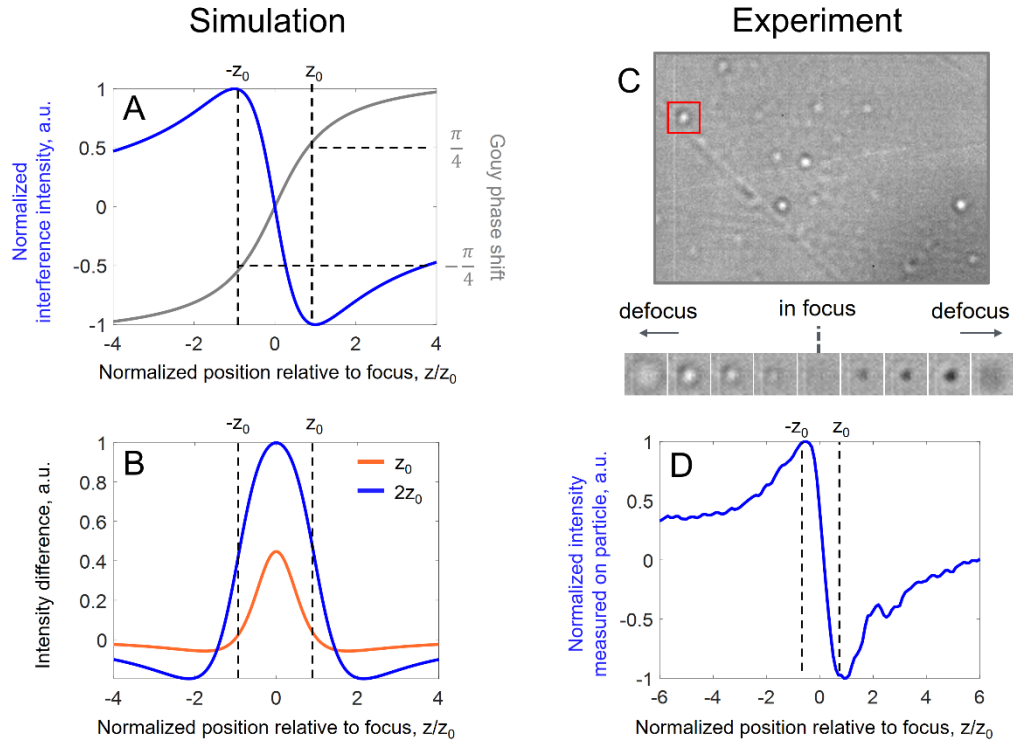 Simulation
Experiment
-z0 z0
A
1
0.5
0
-0.5
-1
π/4
-π/4
-4 -2 0 2 4
Normalized
interference intensity, a.u.
Gouy phase shift
Normalized position relative to focus, z/z0
C
defocus in focus defocus
-z0 z0
B
z0
2z0
1
0.8
0.6
0.4
0.2
0
-4 -2 0 2 4
Intensity difference, a.u.
Normalized position relative to focus, z/z0
-z0 z0
D
1
0.5
0
-0.5
-1
-6 -4 -2 0 2 4 6
Normalized intensity
measured on particle, a.u.
Normalized position relative to focus, z/z0